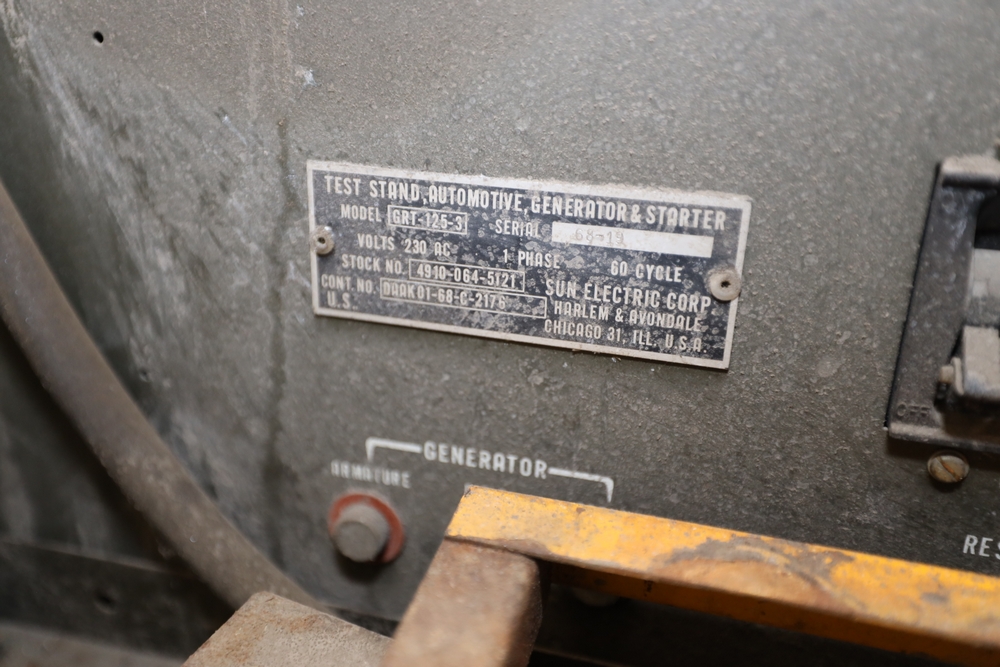 TEST STAND, AUTOMOTIVE, GENERATOR & STARTER
MODEL GRT-125-3 SERIAL 68-19
VOLTS 230 AC 1 PHASE 60 CYCLE
STOCK NO. 4910-064-5121
CONT. NO. DAAK01-68-C-2176
U.S.
SUN ELECTRIC CORP
HARLEM & AVONDALE
CHICAGO 31, ILL. U.S.A.
GENERATOR
ARMATURE
OFF
RES